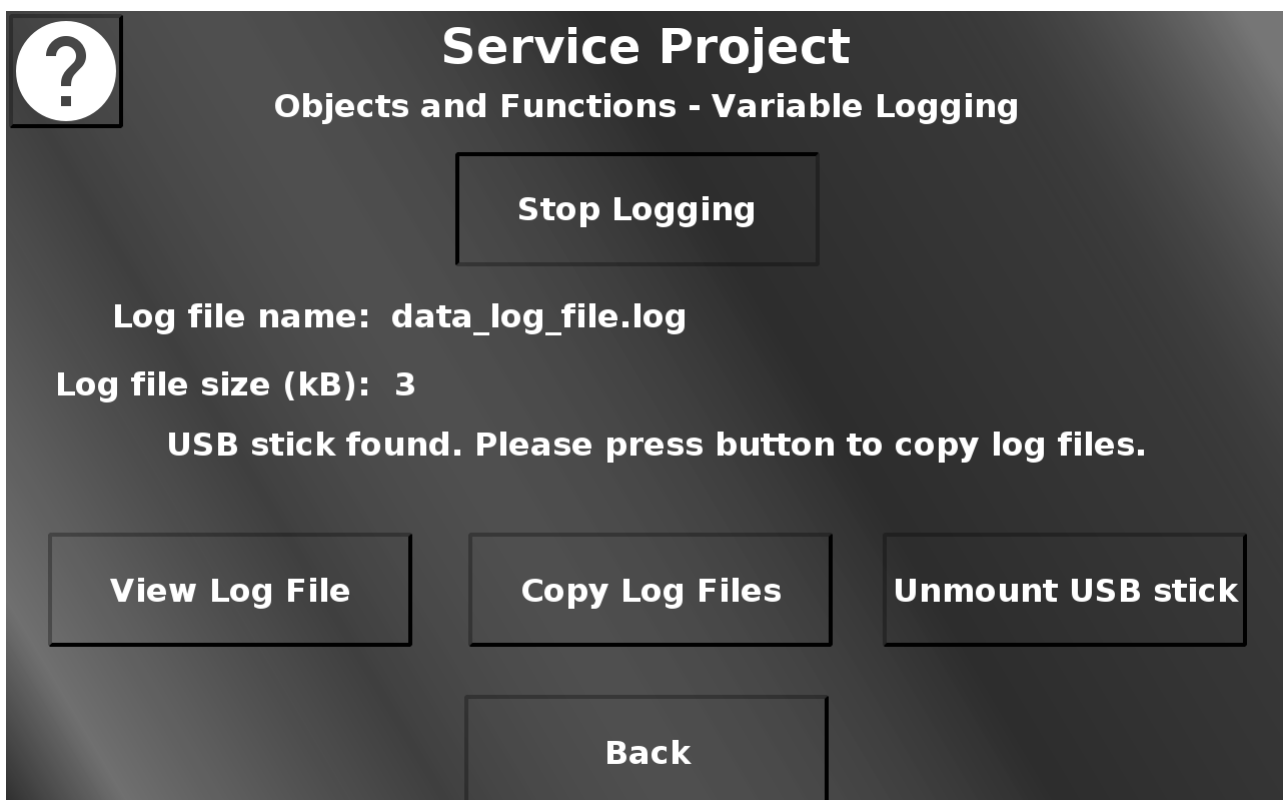 ?
Service Project
Objects and Functions - Variable Logging
Stop Logging
Log file name: data_log_file.log
Log file size (kB): 3
USB stick found. Please press button to copy log files.
View Log File
Copy Log Files
Unmount USB stick
Back